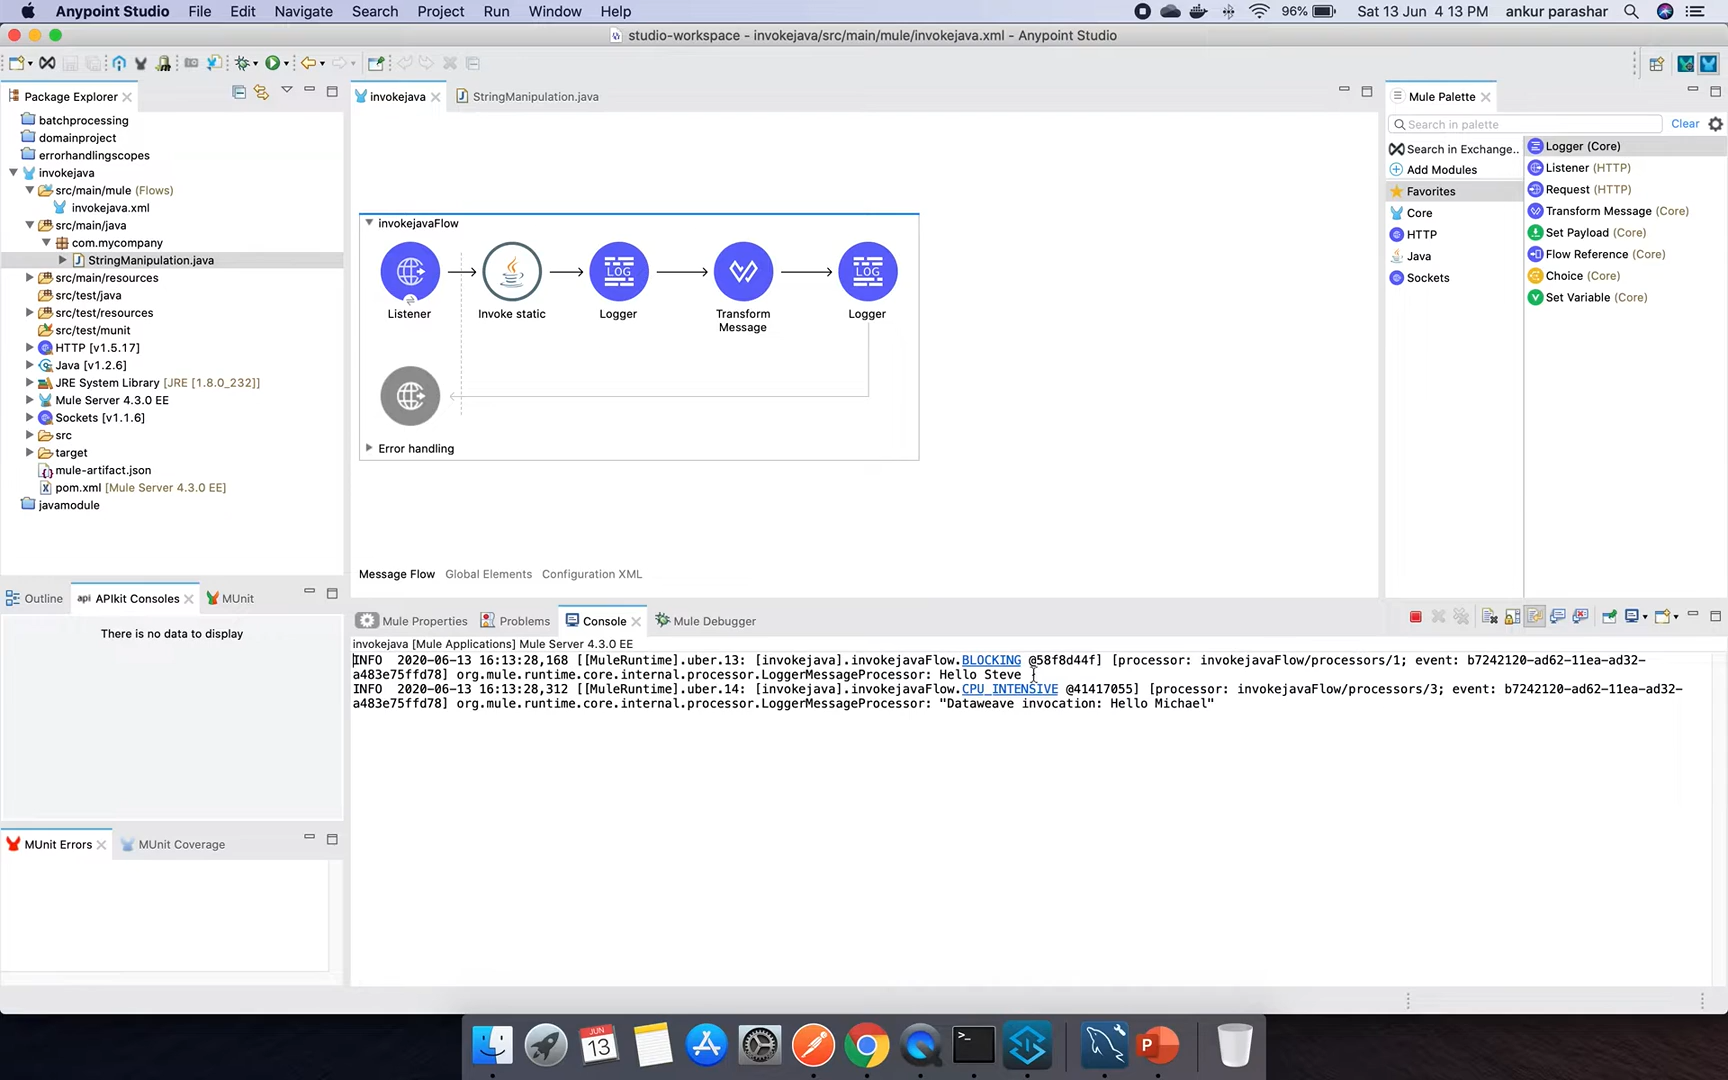 Anypoint Studio File Edit Navigate Search Project Run Window Help 96% Sat 13 Jun 4:13 PM ankur parashar
studio-workspace - invokejava/src/main/mule/invokejava.xml - Anypoint Studio
Package Explorer
batchprocessing
domainproject
errorhandlingscopes
invokejava
src/main/mule (Flows)
invokejava.xml
src/main/java
com.mycompany
StringManipulation.java
src/main/resources
src/test/java
src/test/resources
src/test/munit
HTTP [v1.5.17]
Java [v1.2.6]
JRE System Library [JRE [1.8.0_232]]
Mule Server 4.3.0 EE
Sockets [v1.1.6]
src
target
mule-artifact.json
pom.xml [Mule Server 4.3.0 EE]
javamodule
invokejava StringManipulation.java
invokejavaFlow
LOG LOG
Listener Invoke static Logger Transform Message Logger
Error handling
Message Flow Global Elements Configuration XML
Mule Palette
Search in palette Clear
Search in Exchange..
Add Modules
Favorites
Core
HTTP
Java
Sockets
Logger (Core)
Listener (HTTP)
Request (HTTP)
Transform Message (Core)
Set Payload (Core)
Flow Reference (Core)
Choice (Core)
Set Variable (Core)
Outline api APIkit Consoles MUnit
There is no data to display
MUnit Errors MUnit Coverage
Mule Properties Problems Console Mule Debugger
invokejava [Mule Applications] Mule Server 4.3.0 EE
INFO 2020-06-13 16:13:28,168 [[MuleRuntime].uber.13: [invokejava].invokejavaFlow.BLOCKING @58f8d44f] [processor: invokejavaFlow/processors/1; event: b7242120-ad62-11ea-ad32-
a483e75ffd78] org.mule.runtime.core.internal.processor.LoggerMessageProcessor: Hello Steve
INFO 2020-06-13 16:13:28,312 [[MuleRuntime].uber.14: [invokejava].invokejavaFlow.CPU_INTENSIVE @41417055] [processor: invokejavaFlow/processors/3; event: b7242120-ad62-11ea-ad32-
a483e75ffd78] org.mule.runtime.core.internal.processor.LoggerMessageProcessor: "Dataweave invocation: Hello Michael"
JUN
13
P